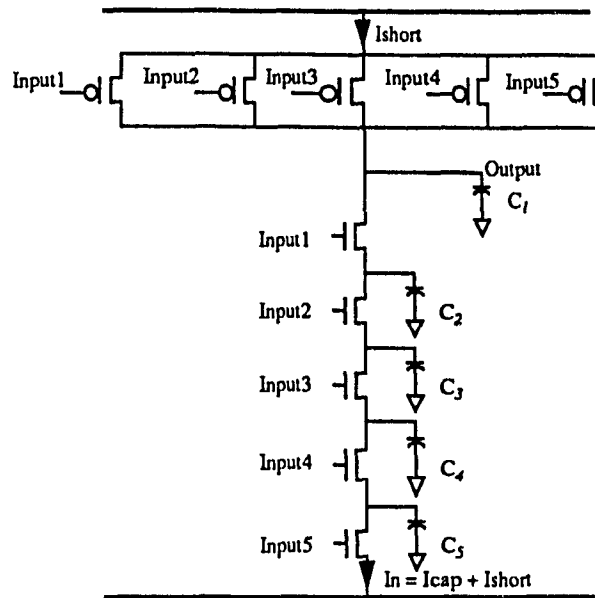 Ishort
Input1
Input2
Input3
Input4
Input5
Output
C1
Input1
Input2
C2
Input3
C3
Input4
C4
Input5
C5
In = Icap + Ishort